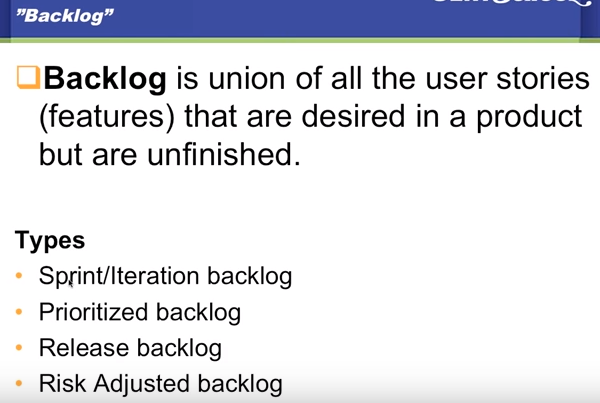 "Backlog"
Backlog is union of all the user stories
(features) that are desired in a product
but are unfinished.
Types
• Sprint/Iteration backlog
• Prioritized backlog
• Release backlog
• Risk Adjusted backlog